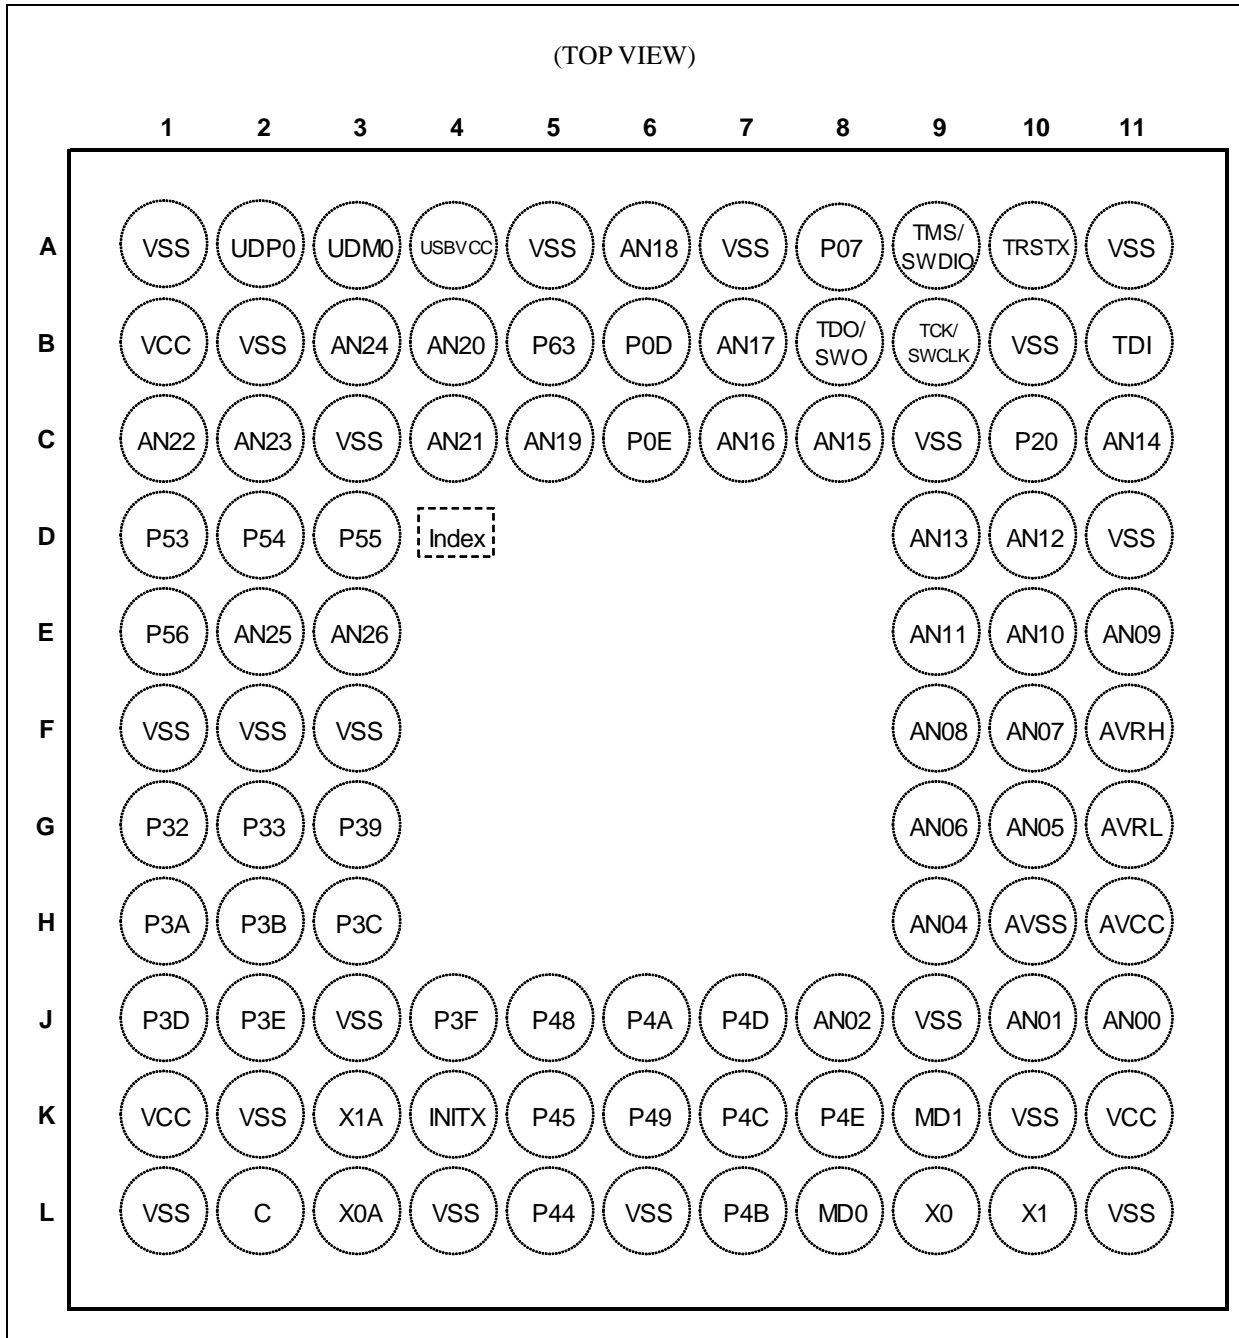 (TOP VIEW)
1 2 3 4 5 6 7 8 9 10 11
A VSS UDP0 UDM0 USBVCC VSS AN18 VSS P07 TMS/ SWDIO TRSTX VSS
B VCC VSS AN24 AN20 P63 P0D AN17 TDO/ SWO TCK/ SWCLK VSS TDI
C AN22 AN23 VSS AN21 AN19 P0E AN16 AN15 VSS P20 AN14
D P53 P54 P55 Index AN13 AN12 VSS
E P56 AN25 AN26 AN11 AN10 AN09
F VSS VSS VSS AN08 AN07 AVRH
G P32 P33 P39 AN06 AN05 AVRL
H P3A P3B P3C AN04 AVSS AVCC
J P3D P3E VSS P3F P48 P4A P4D AN02 VSS AN01 AN00
K VCC VSS X1A INITX P45 P49 P4C P4E MD1 VSS VCC
L VSS C X0A VSS P44 VSS P4B MD0 X0 X1 VSS